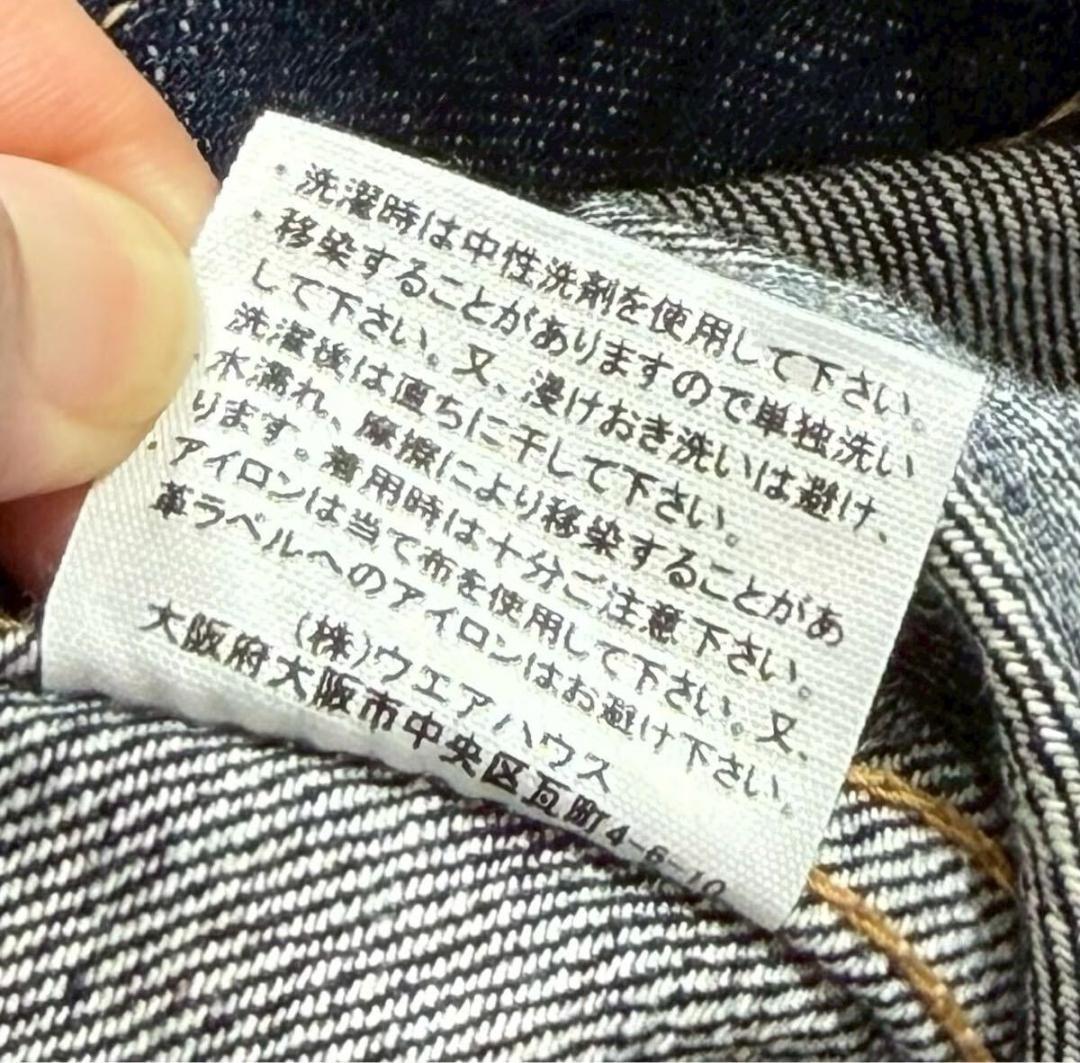 ・洗濯時は中性洗剤を使用して下さい。
・移染することがありますので単独洗い
して下さい。又、浸けおき洗いは避け、
洗濯後は直ちに干して下さい。
水濡れ、摩擦により移染することがあ
ります。着用時は十分ご注意下さい。
・アイロンは当て布を使用して下さい。又、
革ラベルへのアイロンはお避け下さい。
(株)ウエアハウス
大阪府大阪市中央区瓦町4-6-10